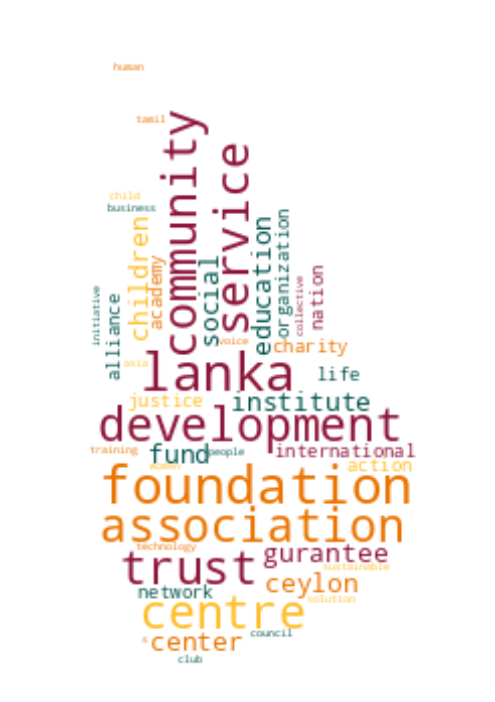 human
tamil
community
service
child
business
children
academy
social
education
organization
initiative
alliance
collective
nation
voice
charity
asia
lanka
life
justice
institute
development
training
fund
people
international
women
action
foundation
association
technology
trust
gurantee
sustainable
ceylon
network
solution
centre
center
council
club